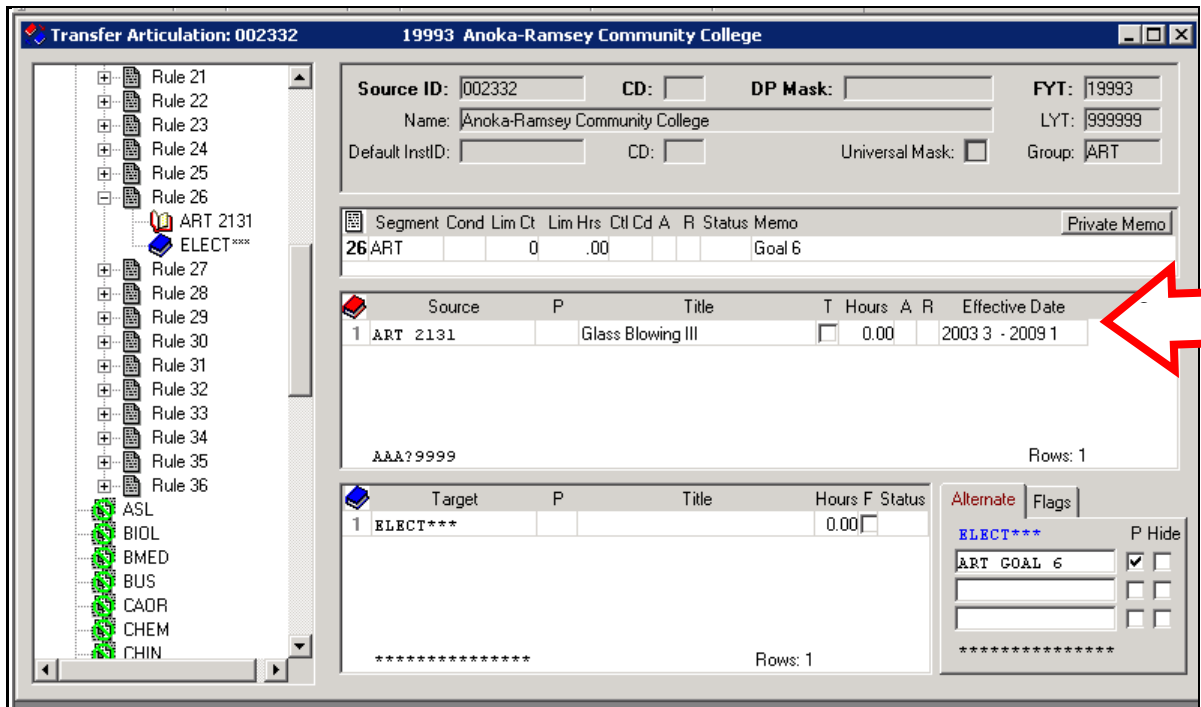 Transfer Articulation: 002332 19993 Anoka-Ramsey Community College
Rule 21
Rule 22
Rule 23
Rule 24
Rule 25
Rule 26
ART 2131
ELECT***
Rule 27
Rule 28
Rule 29
Rule 30
Rule 31
Rule 32
Rule 33
Rule 34
Rule 35
Rule 36
ASL
BIOL
BMED
BUS
CAOR
CHEM
CHIN
Source ID: 002332 CD: DP Mask: FYT: 19993
Name: Anoka-Ramsey Community College LYT: 999999
Default InstID: CD: Universal Mask: Group: ART
Segment Cond Lim Ct Lim Hrs Ctl Cd A R Status Memo Private Memo
26 ART 0 .00 Goal 6
Source P Title T Hours A R Effective Date
1 ART 2131 Glass Blowing III 0.00 2003 3 - 2009 1
AAA?9999 Rows: 1
Target P Title Hours F Status
1 ELECT*** 0.00
*************** Rows: 1
Alternate Flags
ELECT*** P Hide
ART GOAL 6
***************